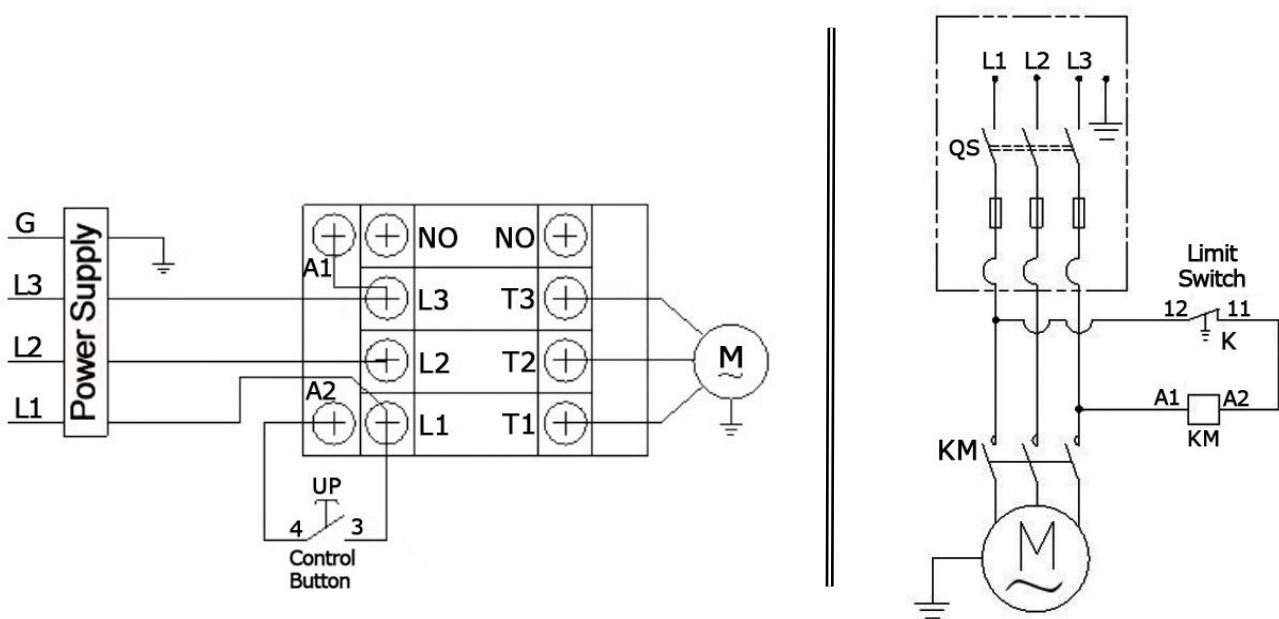 G
L3
L2
L1
Power Supply
A1
A2
NO NO
L3 T3
L2 T2
L1 T1
M
UP
4 3
Control
Button
L1 L2 L3
QS
Limit
Switch
12 11
K
A1 A2
KM
KM
M